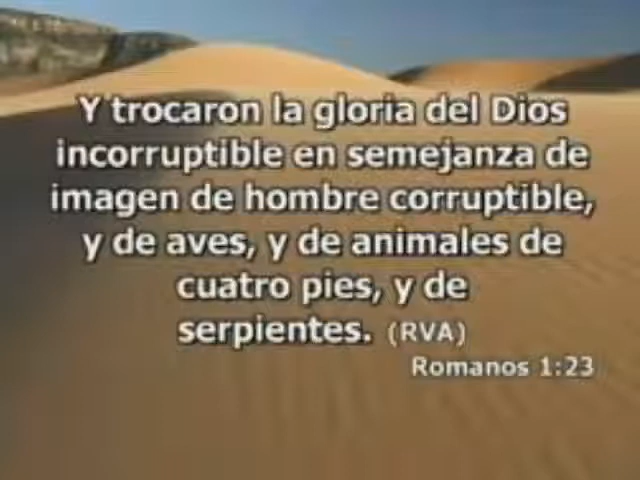 Y trocaron la gloria del Dios
incorruptible en semejanza de
imagen de hombre corruptible,
y de aves, y de animales de
cuatro pies, y de
serpientes. (RVA)
Romanos 1:23